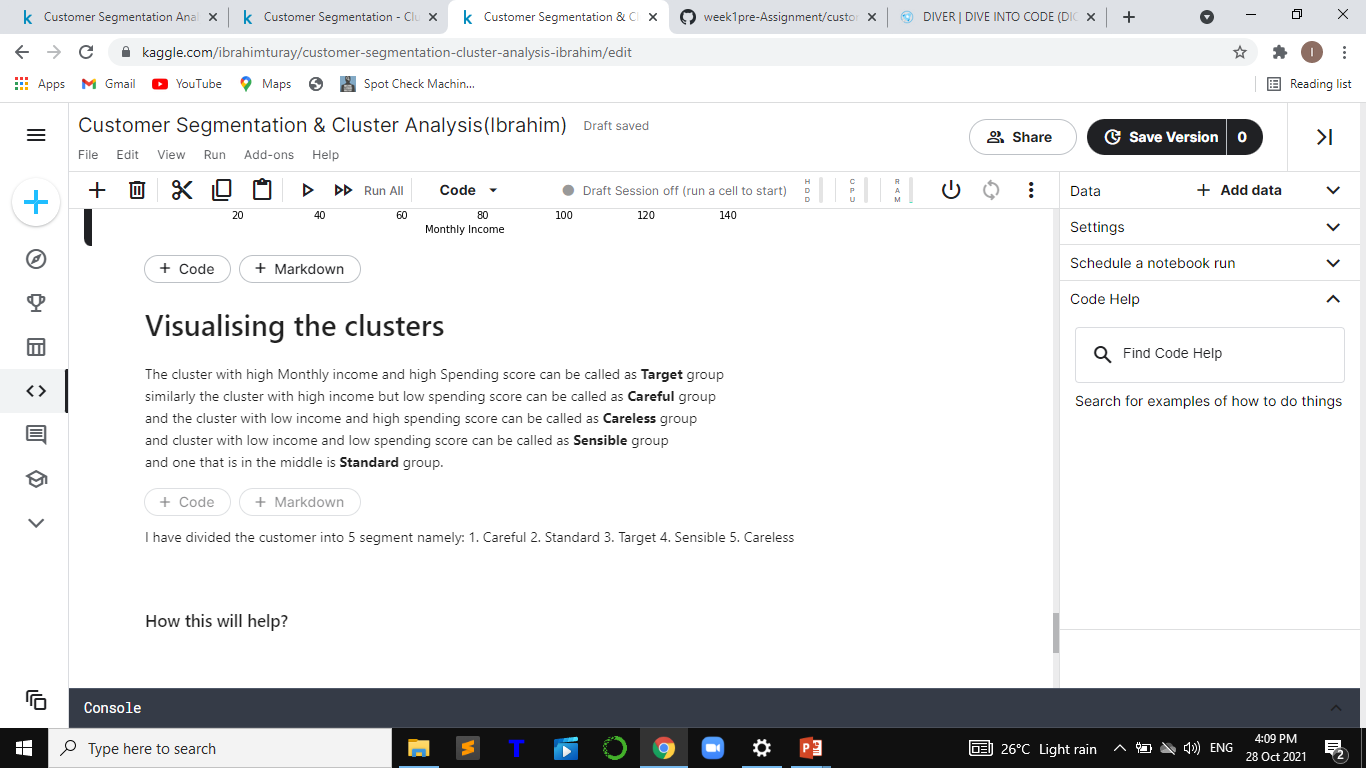 Customer Segmentation Anal
Customer Segmentation - Clu
Customer Segmentation & Cl
week1pre-Assignment/custom
DIVER | DIVE INTO CODE (DIC
kaggle.com/ibrahimturay/customer-segmentation-cluster-analysis-ibrahim/edit
I
Apps
Gmail
YouTube
Maps
Spot Check Machin...
Reading list
Customer Segmentation & Cluster Analysis(Ibrahim)
Draft saved
Share
Save Version
0
File Edit View Run Add-ons Help
Run All
Code
Draft Session off (run a cell to start)
HDD
CPU
RAM
Data
+ Add data
Settings
Schedule a notebook run
Code Help
Find Code Help
Search for examples of how to do things
20 40 60 80 100 120 140
Monthly Income
+ Code
+ Markdown
Visualising the clusters
The cluster with high Monthly income and high Spending score can be called as Target group
similarly the cluster with high income but low spending score can be called as Careful group
and the cluster with low income and high spending score can be called as Careless group
and cluster with low income and low spending score can be called as Sensible group
and one that is in the middle is Standard group.
+ Code
+ Markdown
I have divided the customer into 5 segment namely: 1. Careful 2. Standard 3. Target 4. Sensible 5. Careless
How this will help?
Console
Type here to search
26°C Light rain
ENG
4:09 PM
28 Oct 2021
2